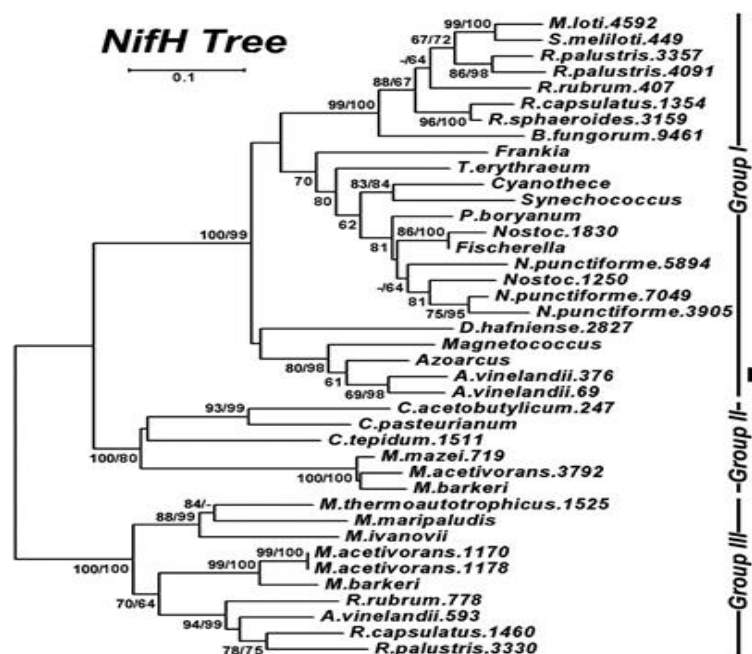 NifH Tree
0.1
99/100
M.loti.4592
67/72
S.meliloti.449
-/64
R.palustris.3357
88/67
86/98
R.palustris.4091
R.rubrum.407
99/100
R.capsulatus.1354
96/100
R.sphaeroides.3159
B.fungorum.9461
Frankia
70
T.erythraeum
80
83/84
Cyanothece
Synechococcus
62
P.boryanum
86/100
Nostoc.1830
81
Fischerella
100/99
N.punctiforme.5894
-/64
Nostoc.1250
81
N.punctiforme.7049
75/95
N.punctiforme.3905
D.hafniense.2827
Magnetococcus
80/98
Azoarcus
61
A.vinelandii.376
69/98
A.vinelandii.69
Group I
93/99
C.acetobutylicum.247
C.pasteurianum
C.tepidum.1511
100/80
M.mazei.719
100/100
M.acetivorans.3792
M.barkeri
Group II
84/-
M.thermoautotrophicus.1525
88/99
M.maripaludis
M.ivanovii
99/100
M.acetivorans.1170
100/100
99/100
M.acetivorans.1178
M.barkeri
70/64
R.rubrum.778
94/99
A.vinelandii.593
R.capsulatus.1460
78/75
R.palustris.3330
Group III